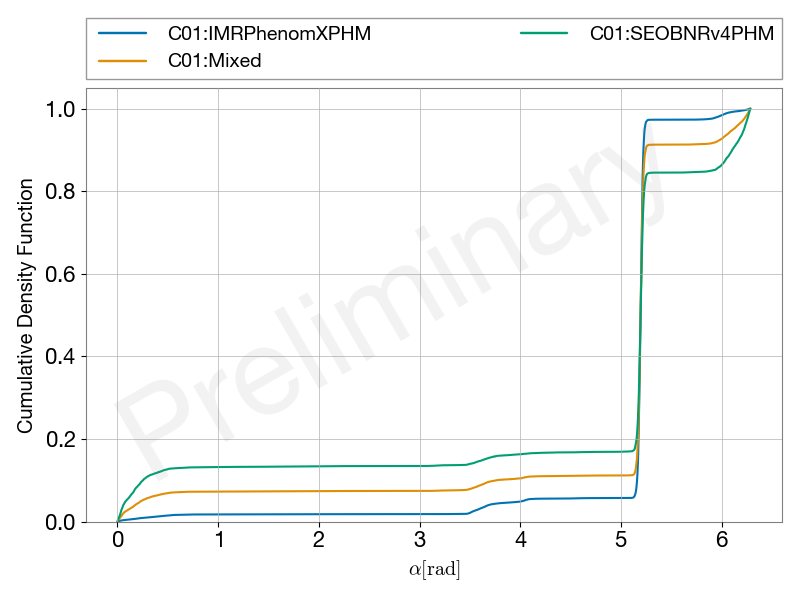 C01:IMRPhenomXPHM
C01:Mixed
C01:SEOBNRv4PHM
1.0
0.8
0.6
0.4
0.2
0.0
Cumulative Density Function
Preliminary
0 1 2 3 4 5 6
α[rad]